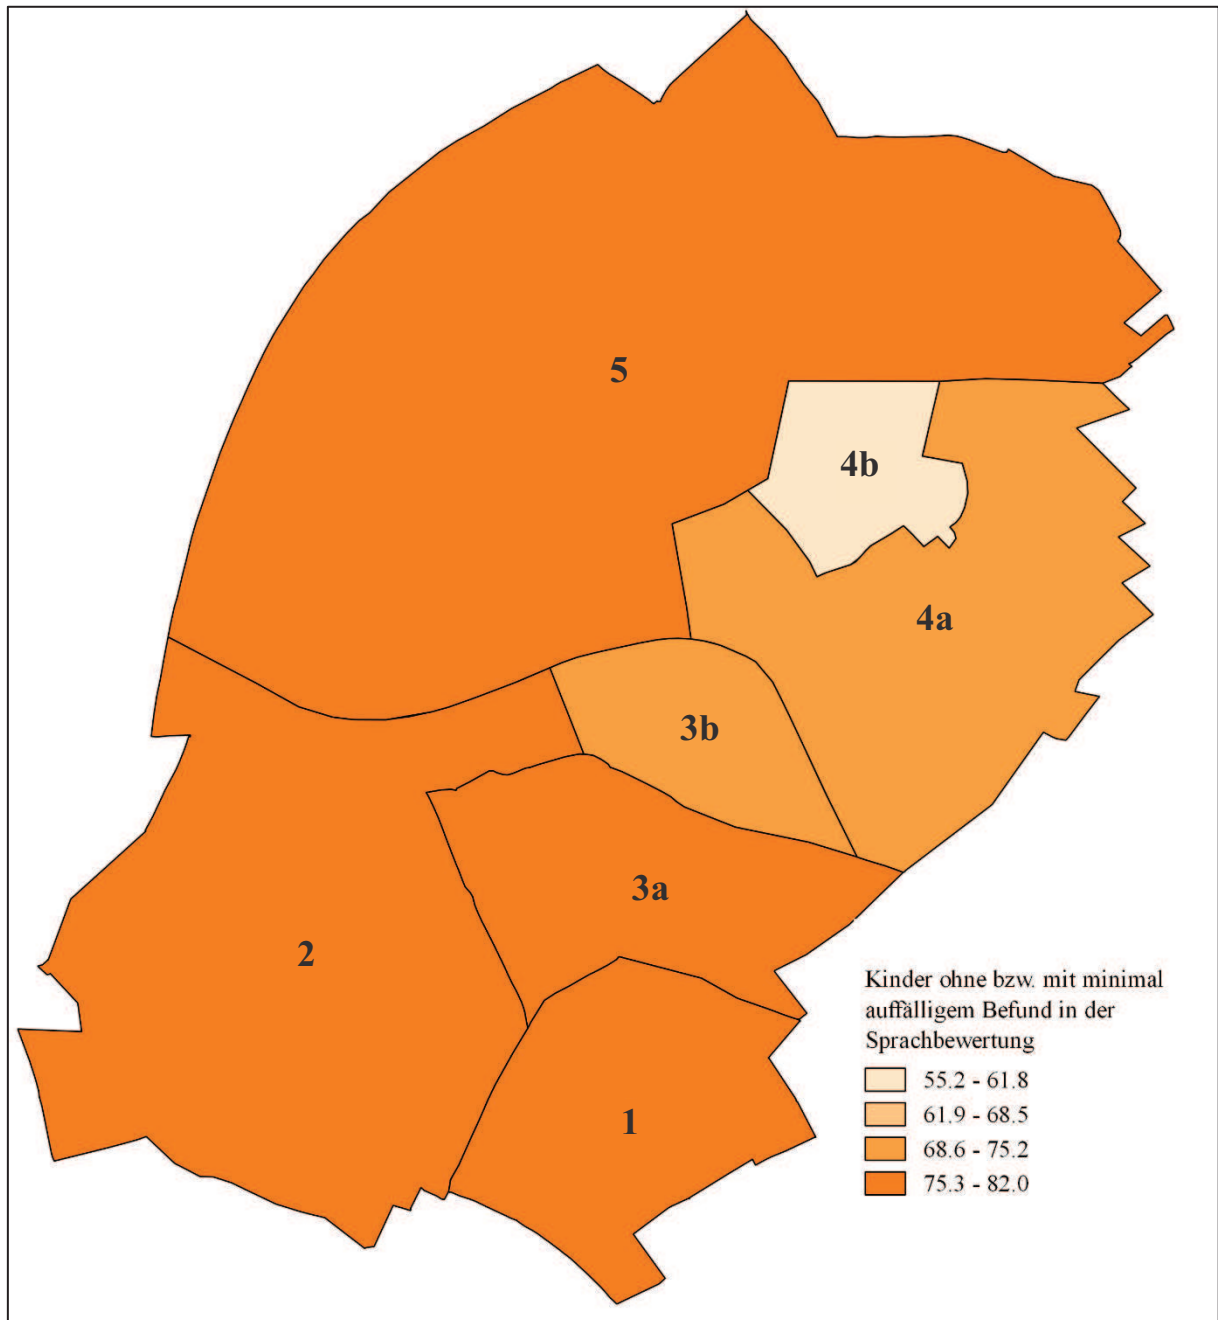 5
4b
4a
3b
3a
2
1
Kinder ohne bzw. mit minimal
auffälligem Befund in der
Sprachbewertung
55.2 - 61.8
61.9 - 68.5
68.6 - 75.2
75.3 - 82.0